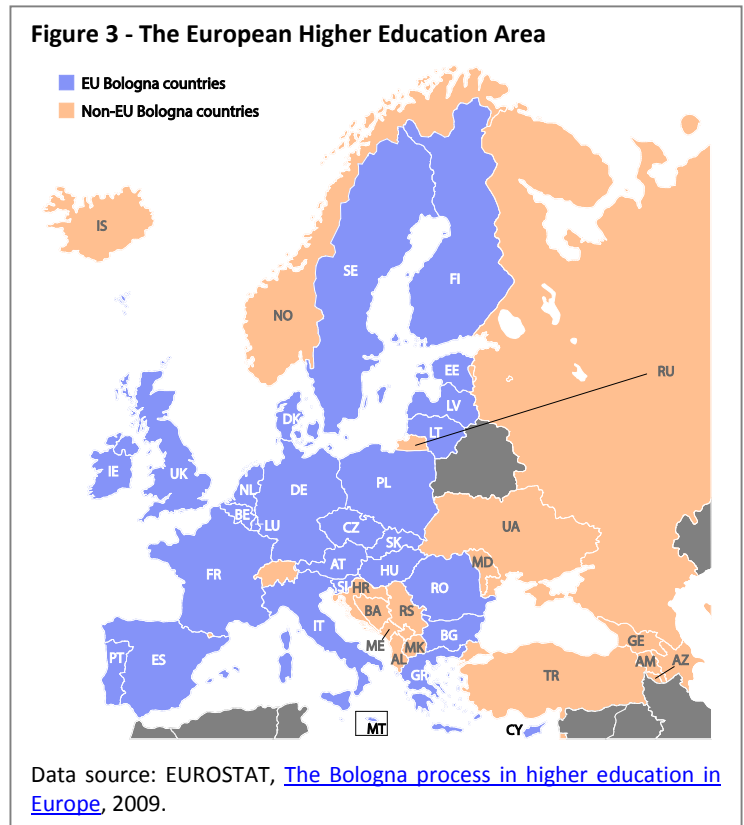 Figure 3 - The European Higher Education Area
EU Bologna countries
Non-EU Bologna countries
IS
SE
FI
NO
RU
EE
LV
DK
LT
IE
UK
NL
DE
PL
BE
LU
CZ
UA
SK
FR
AT
HU
MD
SI
HR
RO
BA
RS
IT
BG
ME
GE
PT
ES
AL
MK
AM
AZ
GR
TR
MT
CY
Data source: EUROSTAT, The Bologna process in higher education in
Europe, 2009.